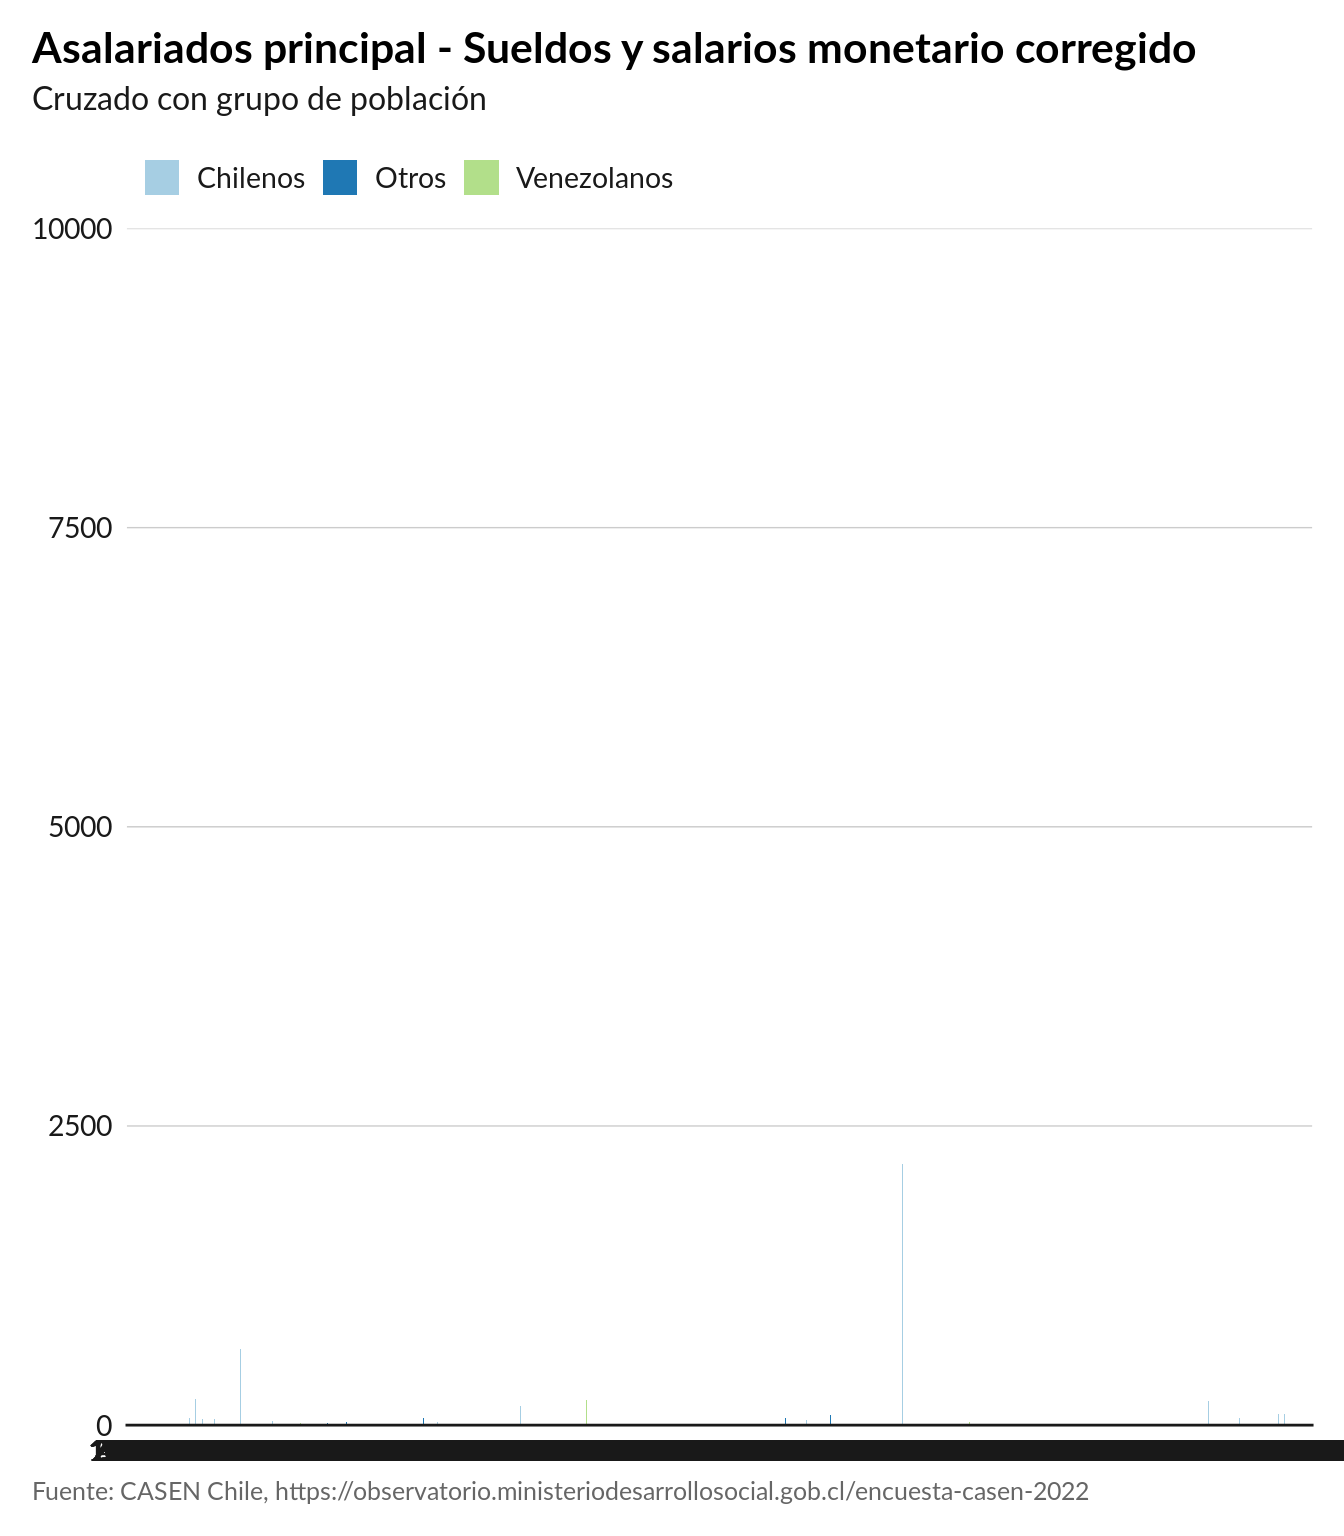 Asalariados principal - Sueldos y salarios monetario corregido
Cruzado con grupo de población
Chilenos Otros Venezolanos
10000
7500
5000
2500
0
Fuente: CASEN Chile, https://observatorio.ministeriodesarrollosocial.gob.cl/encuesta-casen-2022